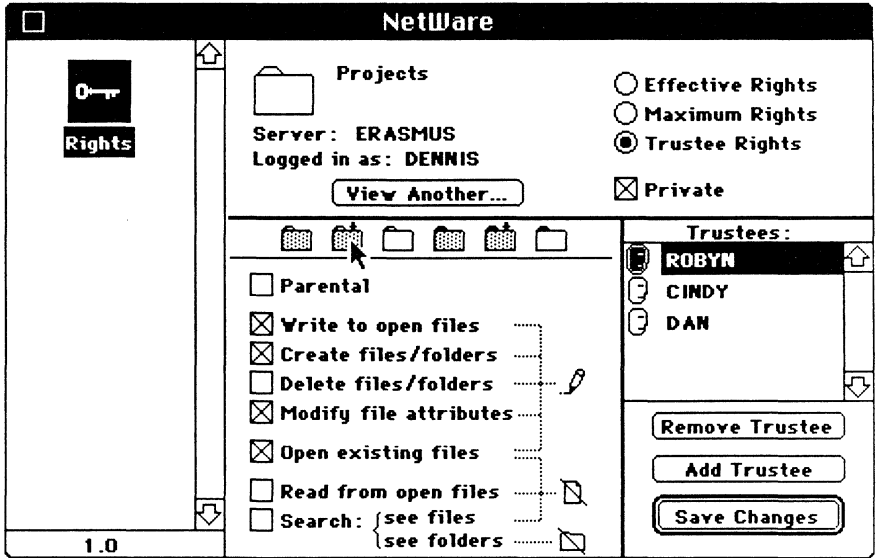 NetWare
Rights
1.0
Projects
Server: ERASMUS
Logged in as: DENNIS
View Another...
Effective Rights
Maximum Rights
Trustee Rights
Private
Parental
Write to open files
Create files/folders
Delete files/folders
Modify file attributes
Open existing files
Read from open files
Search: see files
see folders
Trustees:
ROBYN
CINDY
DAN
Remove Trustee
Add Trustee
Save Changes